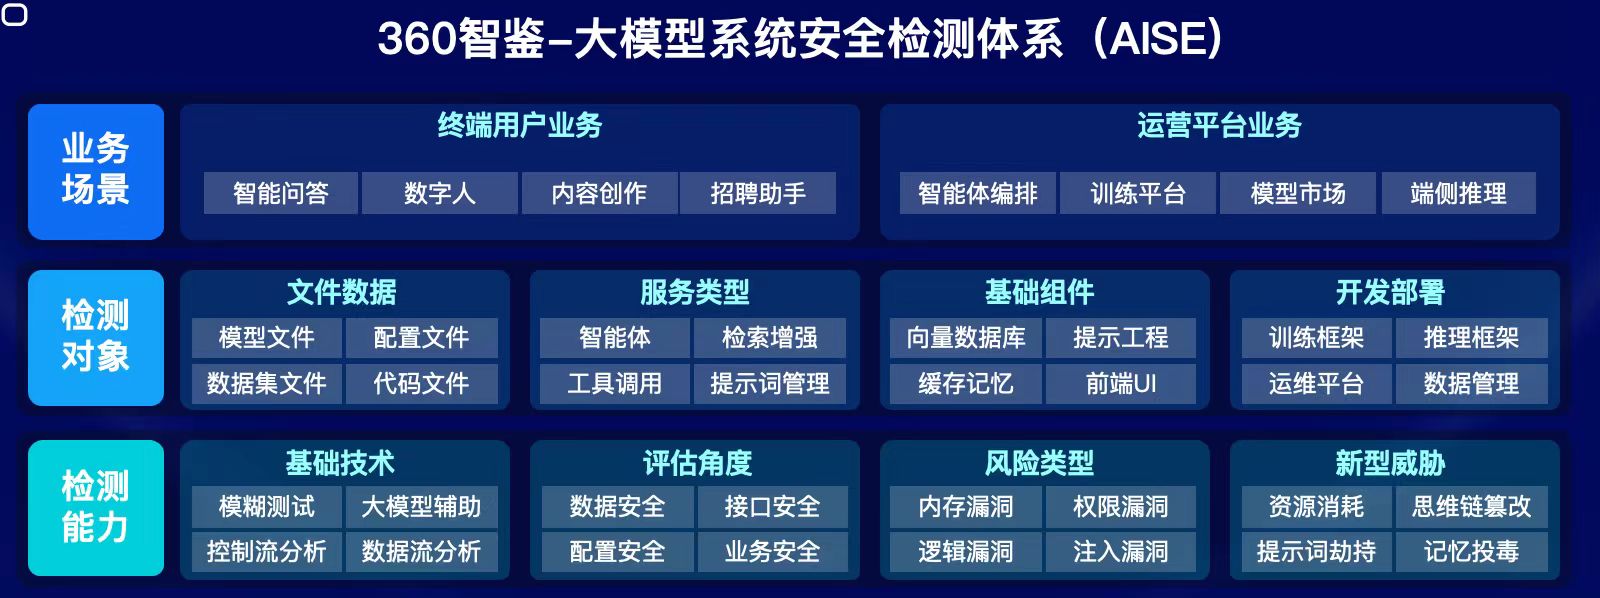 360智鉴-大模型系统安全检测体系（AISE）
业务
场景
终端用户业务
智能问答 数字人 内容创作 招聘助手
运营平台业务
智能体编排 训练平台 模型市场 端侧推理
检测
对象
文件数据
模型文件 配置文件
数据集文件 代码文件
服务类型
智能体 检索增强
工具调用 提示词管理
基础组件
向量数据库 提示工程
缓存记忆 前端UI
开发部署
训练框架 推理框架
运维平台 数据管理
检测
能力
基础技术
模糊测试 大模型辅助
控制流分析 数据流分析
评估角度
数据安全 接口安全
配置安全 业务安全
风险类型
内存漏洞 权限漏洞
逻辑漏洞 注入漏洞
新型威胁
资源消耗 思维链篡改
提示词劫持 记忆投毒